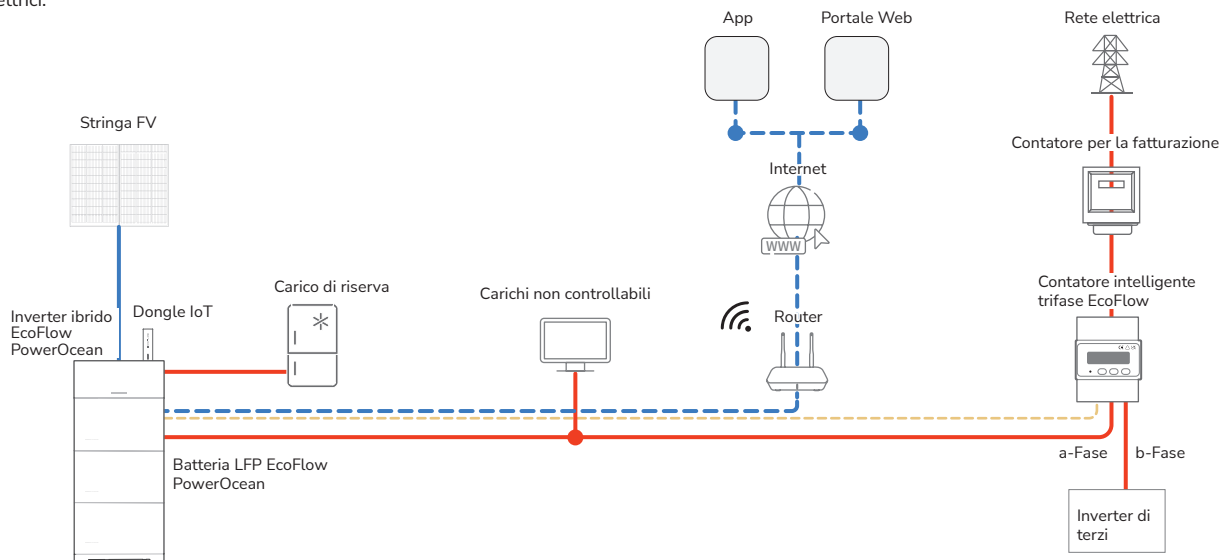 App
Portale Web
Rete elettrica
Stringa FV
Contatore per la fatturazione
Internet
WWW
Carico di riserva
Carichi non controllabili
Contatore intelligente
trifase EcoFlow
Inverter ibrido
EcoFlow
PowerOcean
Dongle IoT
Router
Batteria LFP EcoFlow
PowerOcean
a-Fase
b-Fase
Inverter di
terzi